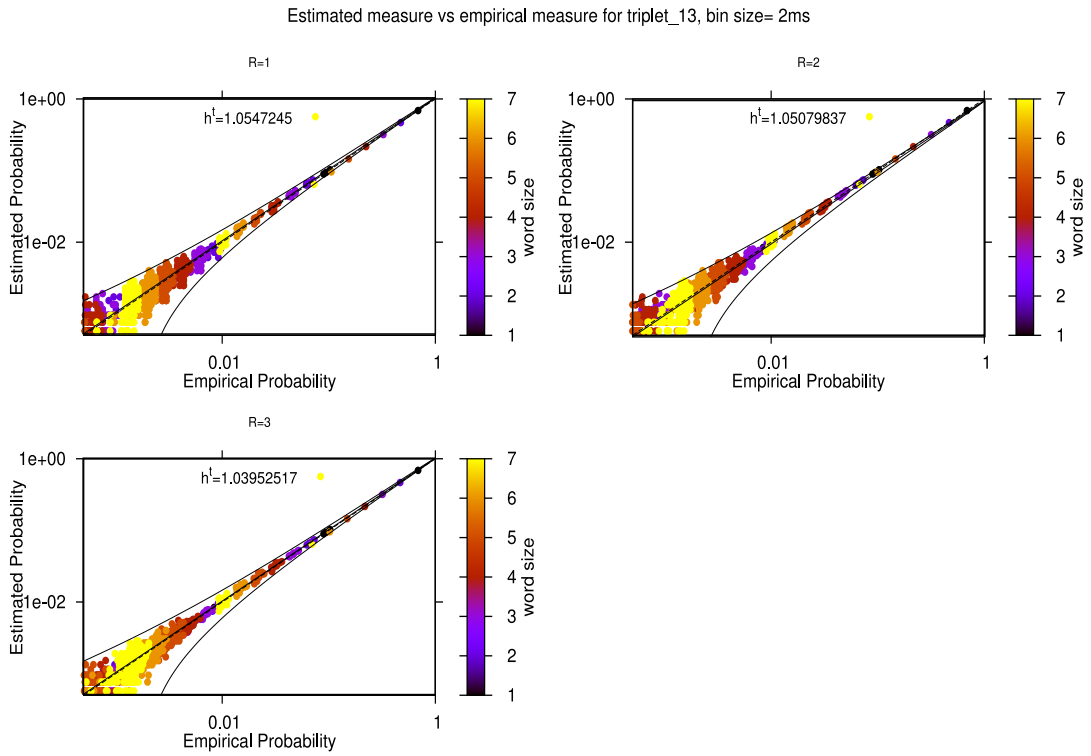 Estimated measure vs empirical measure for triplet_13, bin size= 2ms
R=1
1e+00
1e-02
0.01
1
Estimated Probability
Empirical Probability
h^t=1.0547245
7
6
5
4
3
2
1
word size
R=2
1e+00
1e-02
0.01
1
Estimated Probability
Empirical Probability
h^t=1.05079837
7
6
5
4
3
2
1
word size
R=3
1e+00
1e-02
0.01
1
Estimated Probability
Empirical Probability
h^t=1.03952517
7
6
5
4
3
2
1
word size